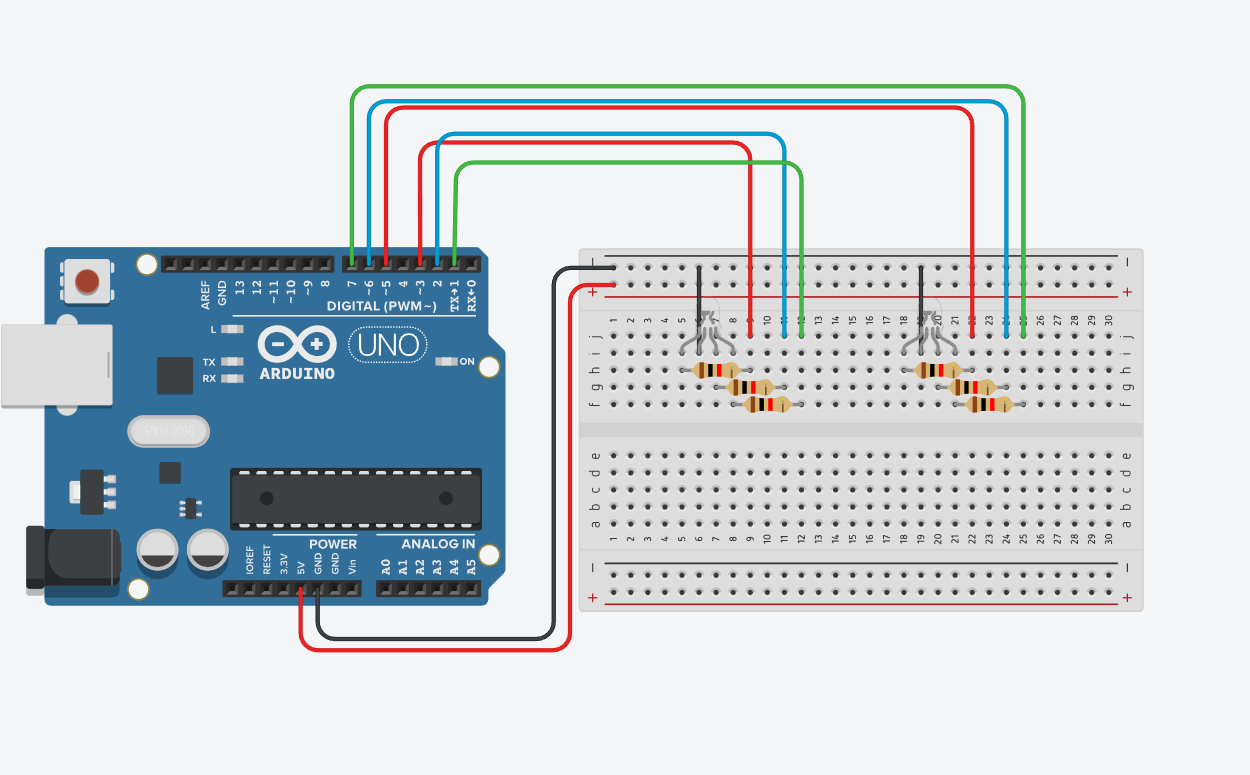 AREF
GND
13
12
~11
~10
~9
8
7
~6
~5
4
~3
2
TX→1
RX←0
DIGITAL (PWM~)
L
TX
RX
ARDUINO
UNO
ON
SPK16.000G
IOREF
RESET
3.3V
5V
GND
GND
Vin
POWER
ANALOG IN
A0
A1
A2
A3
A4
A5
− −
+ +
1 2 3 4 5 6 7 8 9 10 11 12 13 14 15 16 17 18 19 20 21 22 23 24 25 26 27 28 29 30
j j
i i
h h
g g
f f
e e
d d
c c
b b
a a
1 2 3 4 5 6 7 8 9 10 11 12 13 14 15 16 17 18 19 20 21 22 23 24 25 26 27 28 29 30
− −
+ +